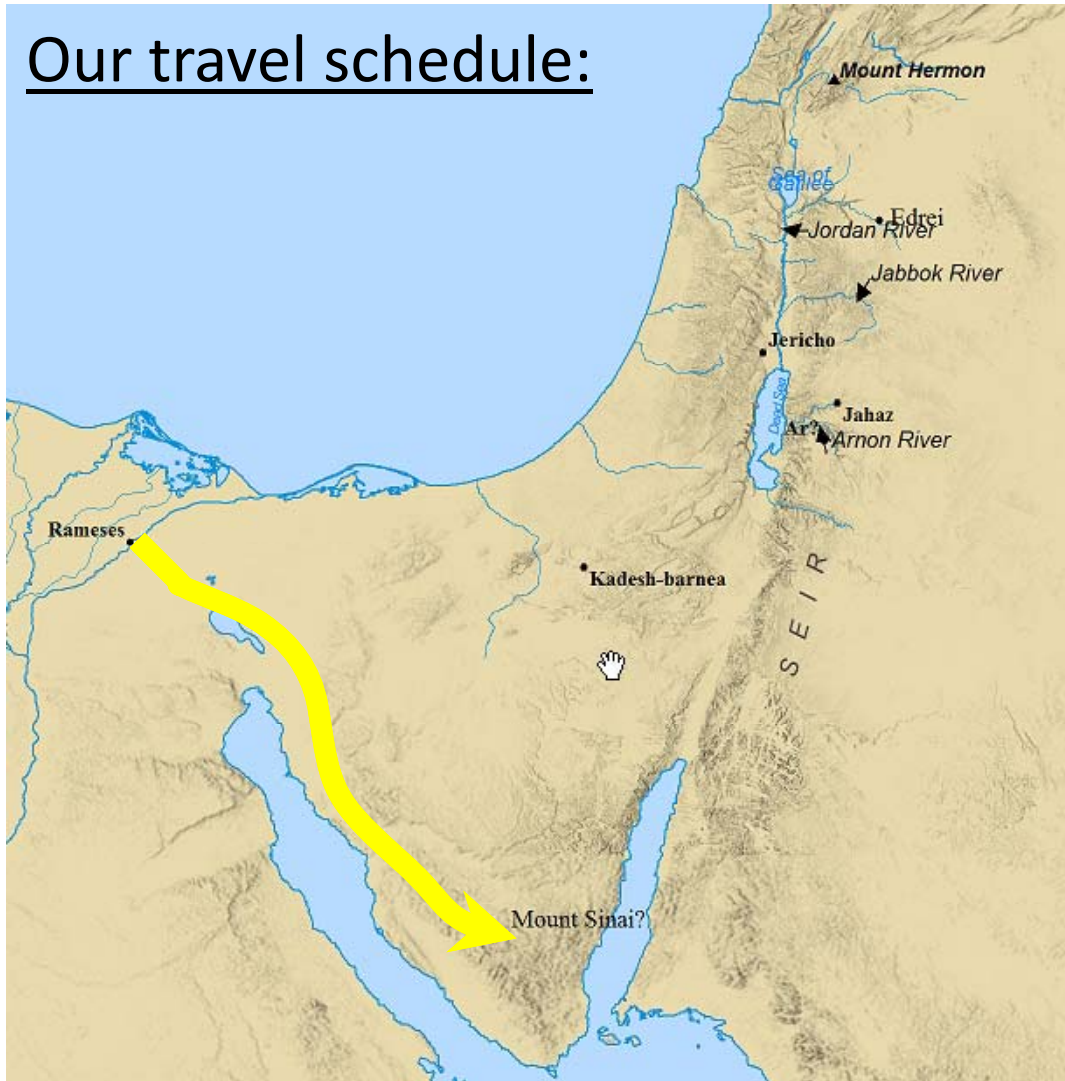 Our travel schedule:
Mount Hermon
Sea of
Galilee
Edrei
Jordan River
Jabbok River
Jericho
Dead Sea
Jahaz
Ar?
Arnon River
Rameses
Kadesh-barnea
SEIR
Mount Sinai?